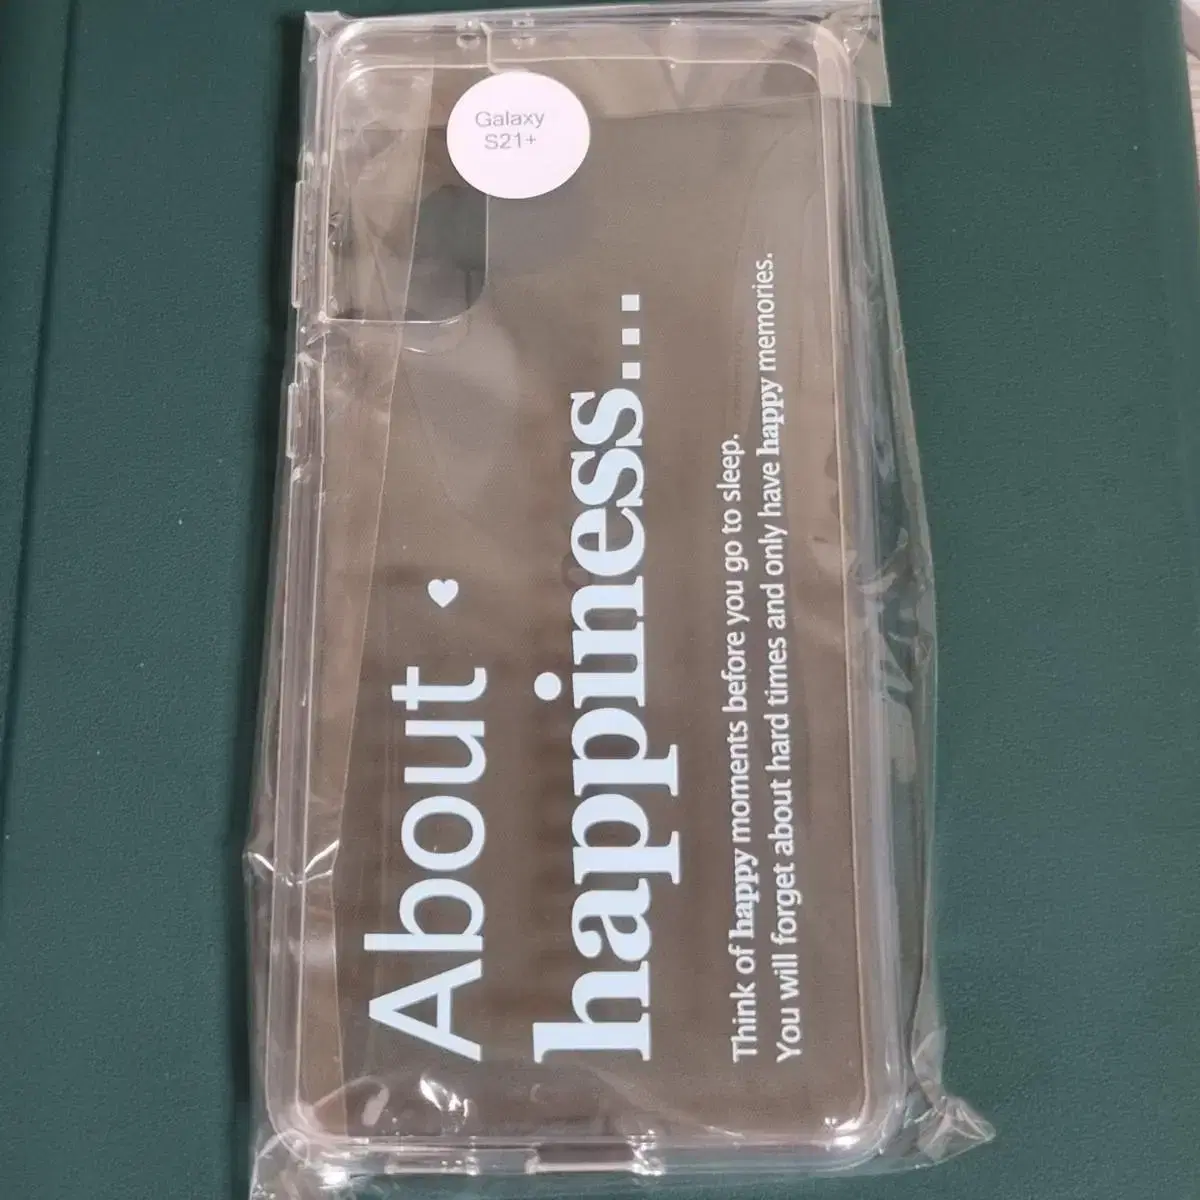 Galaxy
S21+
About
happiness...
Think of happy moments before you go to sleep.
You will forget about hard times and only have happy memories.